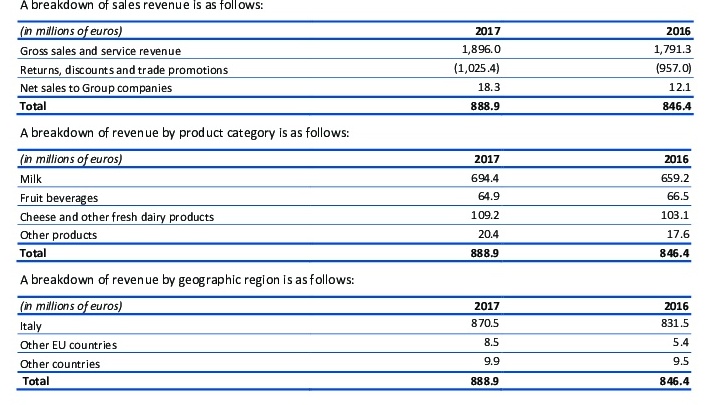 A breakdown of sales revenue is as follows:
(in millions of euros) 2017 2016
Gross sales and service revenue 1,896.0 1,791.3
Returns, discounts and trade promotions (1,025.4) (957.0)
Net sales to Group companies 18.3 12.1
Total 888.9 846.4
A breakdown of revenue by product category is as follows:
(in millions of euros) 2017 2016
Milk 694.4 659.2
Fruit beverages 64.9 66.5
Cheese and other fresh dairy products 109.2 103.1
Other products 20.4 17.6
Total 888.9 846.4
A breakdown of revenue by geographic region is as follows:
(in millions of euros) 2017 2016
Italy 870.5 831.5
Other EU countries 8.5 5.4
Other countries 9.9 9.5
Total 888.9 846.4